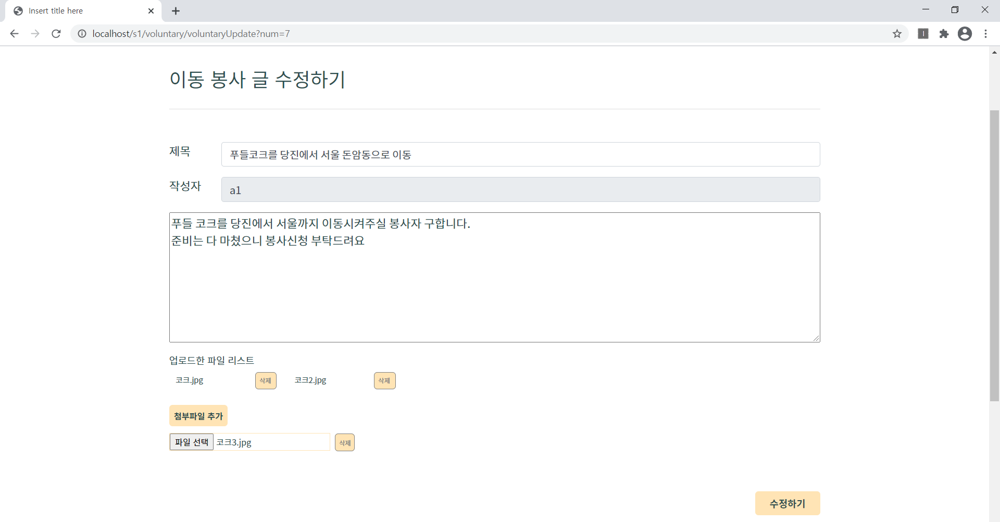 Insert title here
localhost/s1/voluntary/voluntaryUpdate?num=7
이동 봉사 글 수정하기
제목
푸들코크를 당진에서 서울 돈암동으로 이동
작성자
a1
푸들 코크를 당진에서 서울까지 이동시켜주실 봉사자 구합니다.
준비는 다 마쳤으니 봉사신청 부탁드려요
업로드한 파일 리스트
코크.jpg 삭제 코크2.jpg 삭제
첨부파일 추가
파일 선택 코크3.jpg 삭제
수정하기